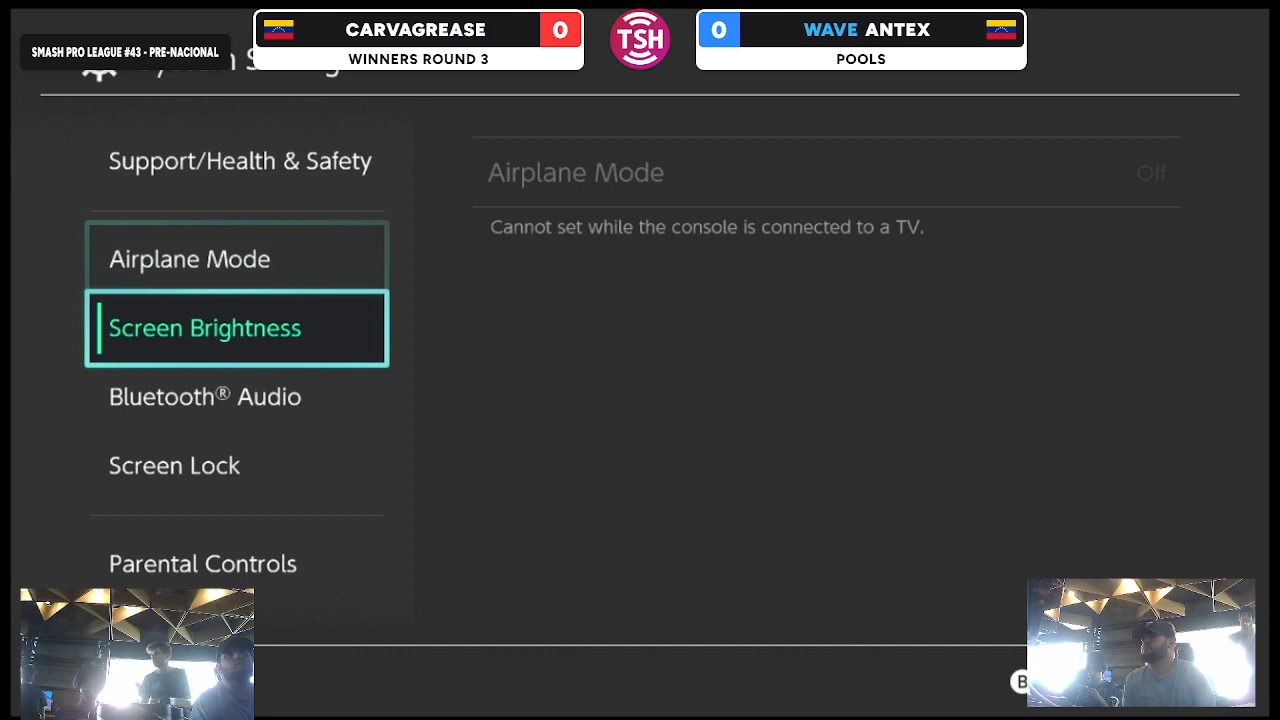 SMASH PRO LEAGUE #43 - PRE-NACIONAL
CARVAGREASE 0
WINNERS ROUND 3
TSH
0 WAVE ANTEX
POOLS
Support/Health & Safety
Airplane Mode
Screen Brightness
Bluetooth® Audio
Screen Lock
Parental Controls
Airplane Mode Off
Cannot set while the console is connected to a TV.
B